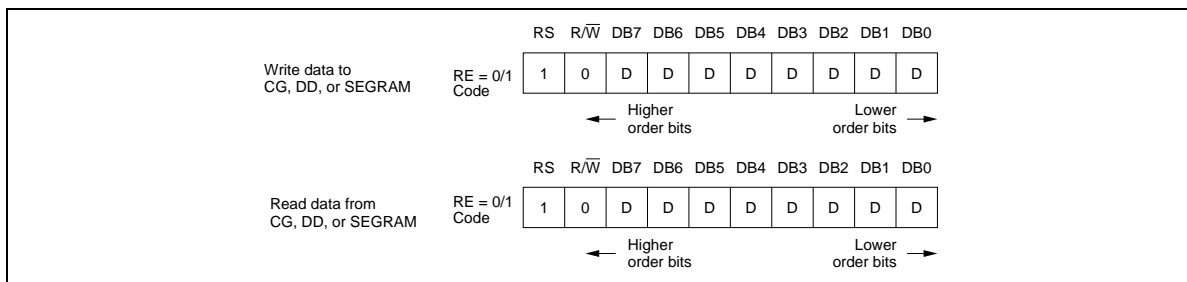 RS R/W̅ DB7 DB6 DB5 DB4 DB3 DB2 DB1 DB0
Write data to
CG, DD, or SEGRAM
RE = 0/1
Code
1 0 D D D D D D D D
Higher
order bits
Lower
order bits
RS R/W̅ DB7 DB6 DB5 DB4 DB3 DB2 DB1 DB0
Read data from
CG, DD, or SEGRAM
RE = 0/1
Code
1 0 D D D D D D D D
Higher
order bits
Lower
order bits